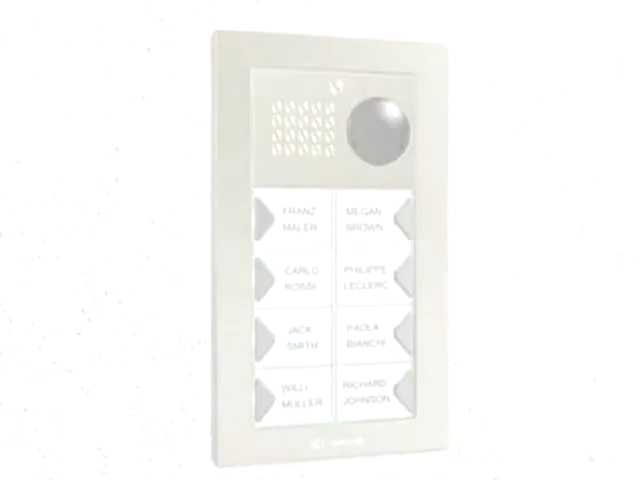 FRANZ
MALER
MEGAN
BROWN
CARLO
ROSSI
PHILIPPE
LECLERC
JACK
SMITH
PAOLA
BIANCHI
WILLI
MULLER
RICHARD
JOHNSON